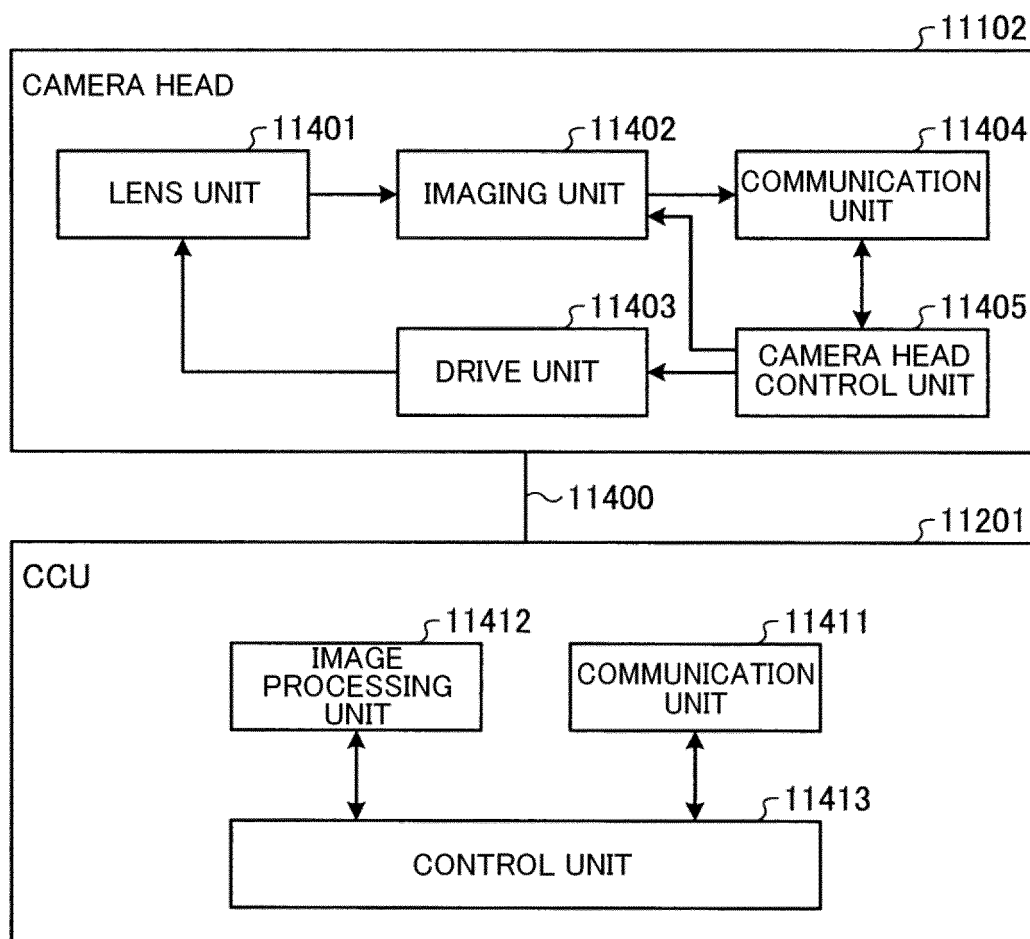 11102
CAMERA HEAD
11401
LENS UNIT
11402
IMAGING UNIT
11404
COMMUNICATION
UNIT
11403
DRIVE UNIT
11405
CAMERA HEAD
CONTROL UNIT
11400
11201
CCU
11412
IMAGE
PROCESSING
UNIT
11411
COMMUNICATION
UNIT
11413
CONTROL UNIT